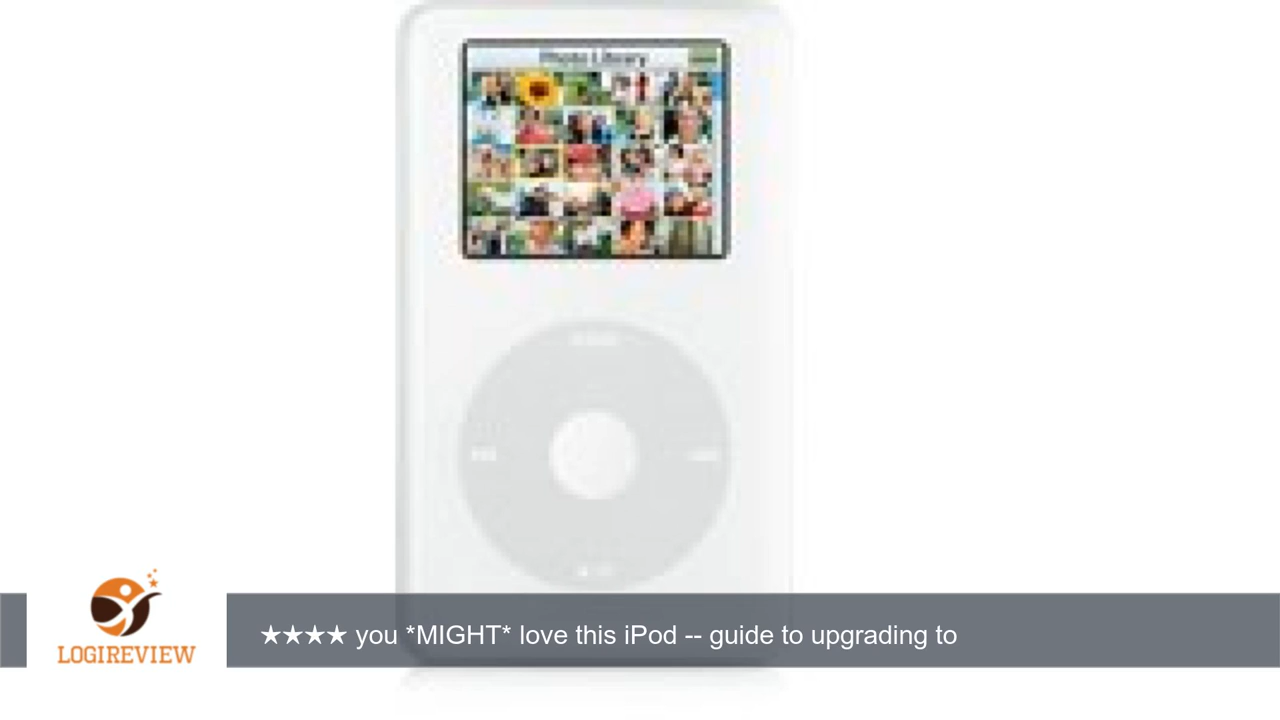 Photo Library
★★★★ you *MIGHT* love this iPod -- guide to upgrading to
LOGIREVIEW